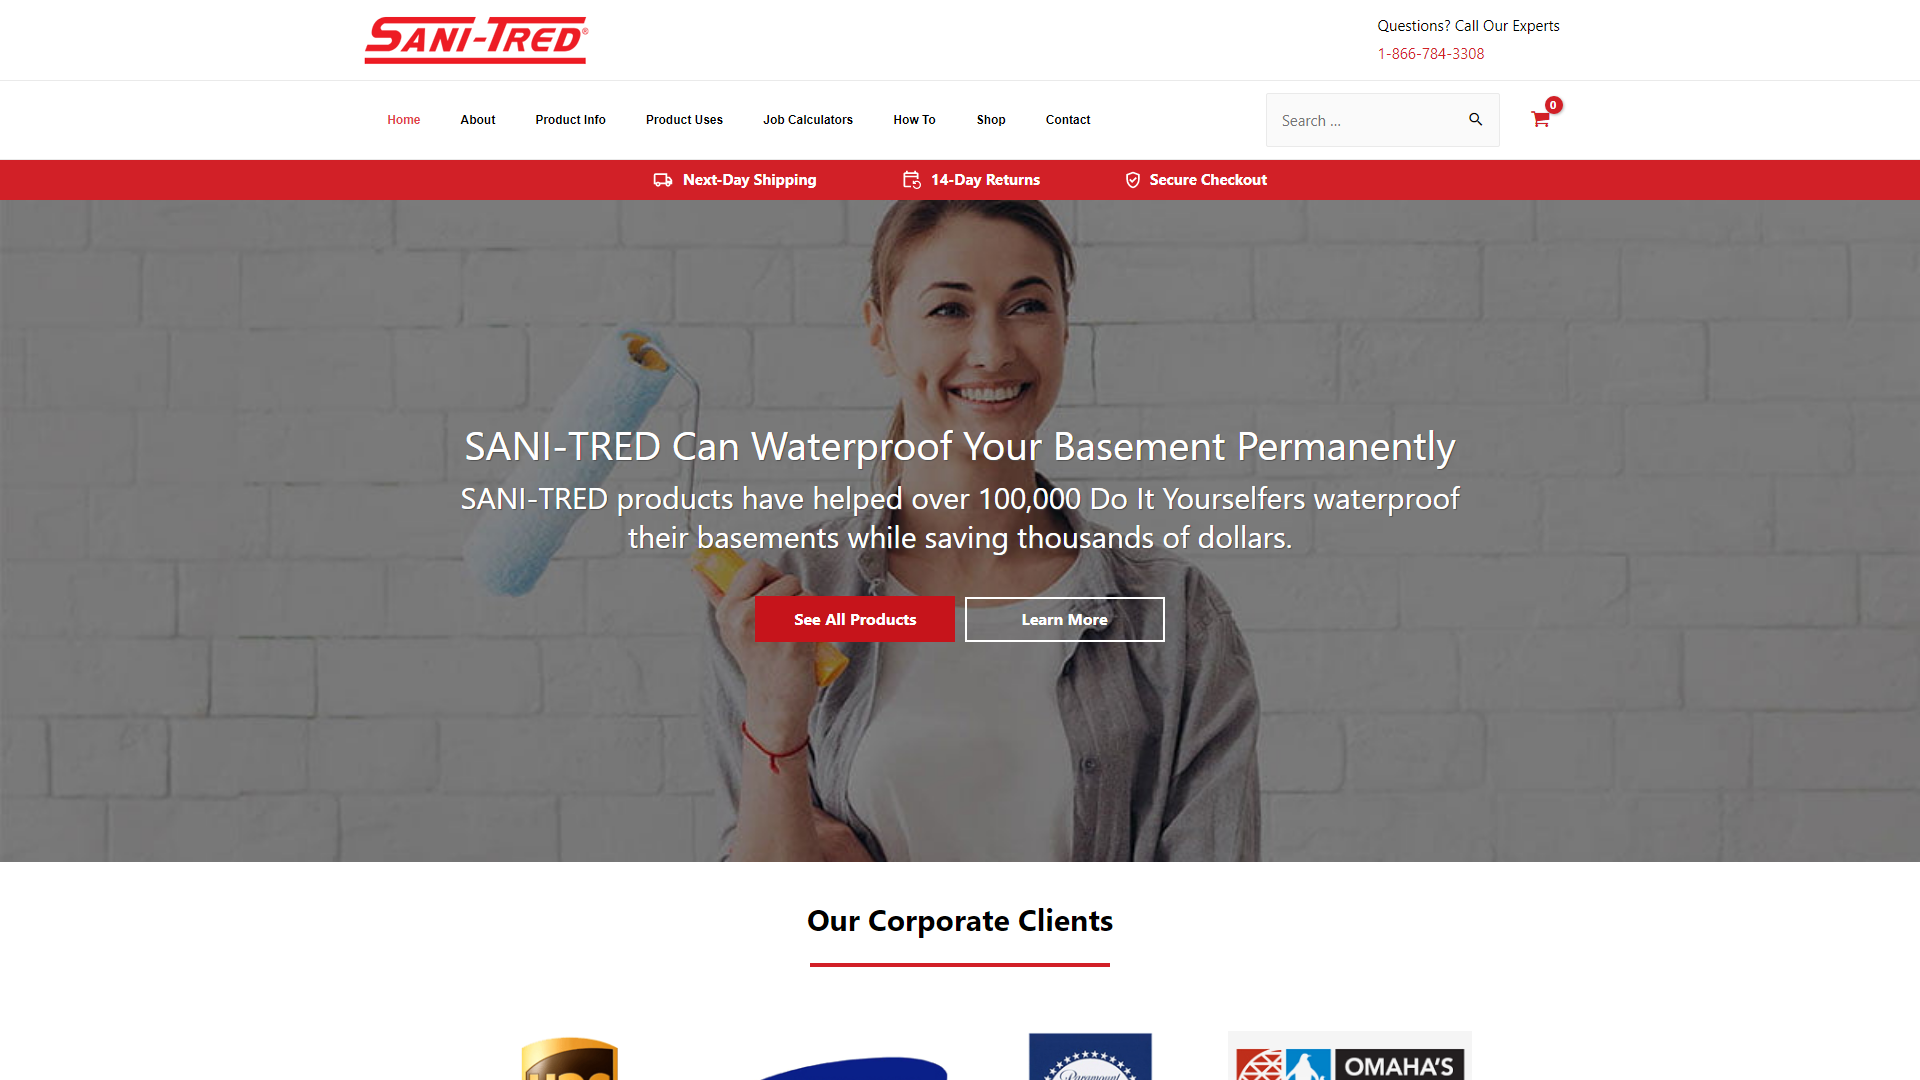 SANI-TRED®
Questions? Call Our Experts
1-866-784-3308
Home
About
Product Info
Product Uses
Job Calculators
How To
Shop
Contact
Search ...
0
Next-Day Shipping
14-Day Returns
Secure Checkout
SANI-TRED Can Waterproof Your Basement Permanently
SANI-TRED products have helped over 100,000 Do It Yourselfers waterproof
their basements while saving thousands of dollars.
See All Products
Learn More
Our Corporate Clients
Paramount
OMAHA'S